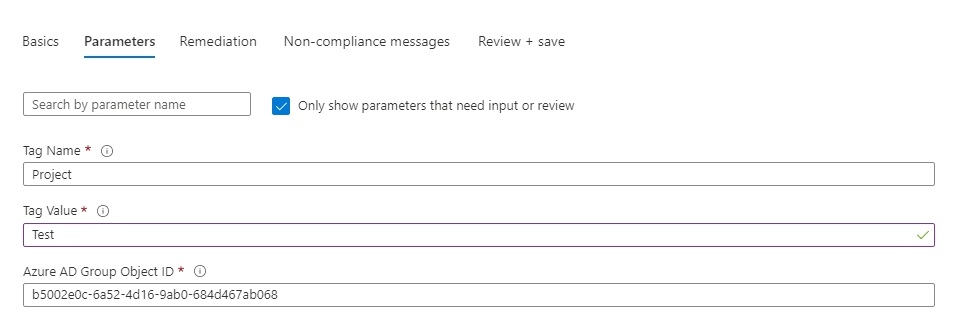 Basics Parameters Remediation Non-compliance messages Review + save
Search by parameter name Only show parameters that need input or review
Tag Name *
Project
Tag Value *
Test
Azure AD Group Object ID *
b5002e0c-6a52-4d16-9ab0-684d467ab068